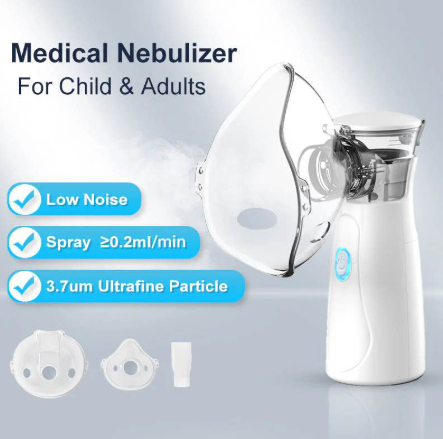 Medical Nebulizer
For Child & Adults
Low Noise
Spray ≥0.2ml/min
3.7um Ultrafine Particle